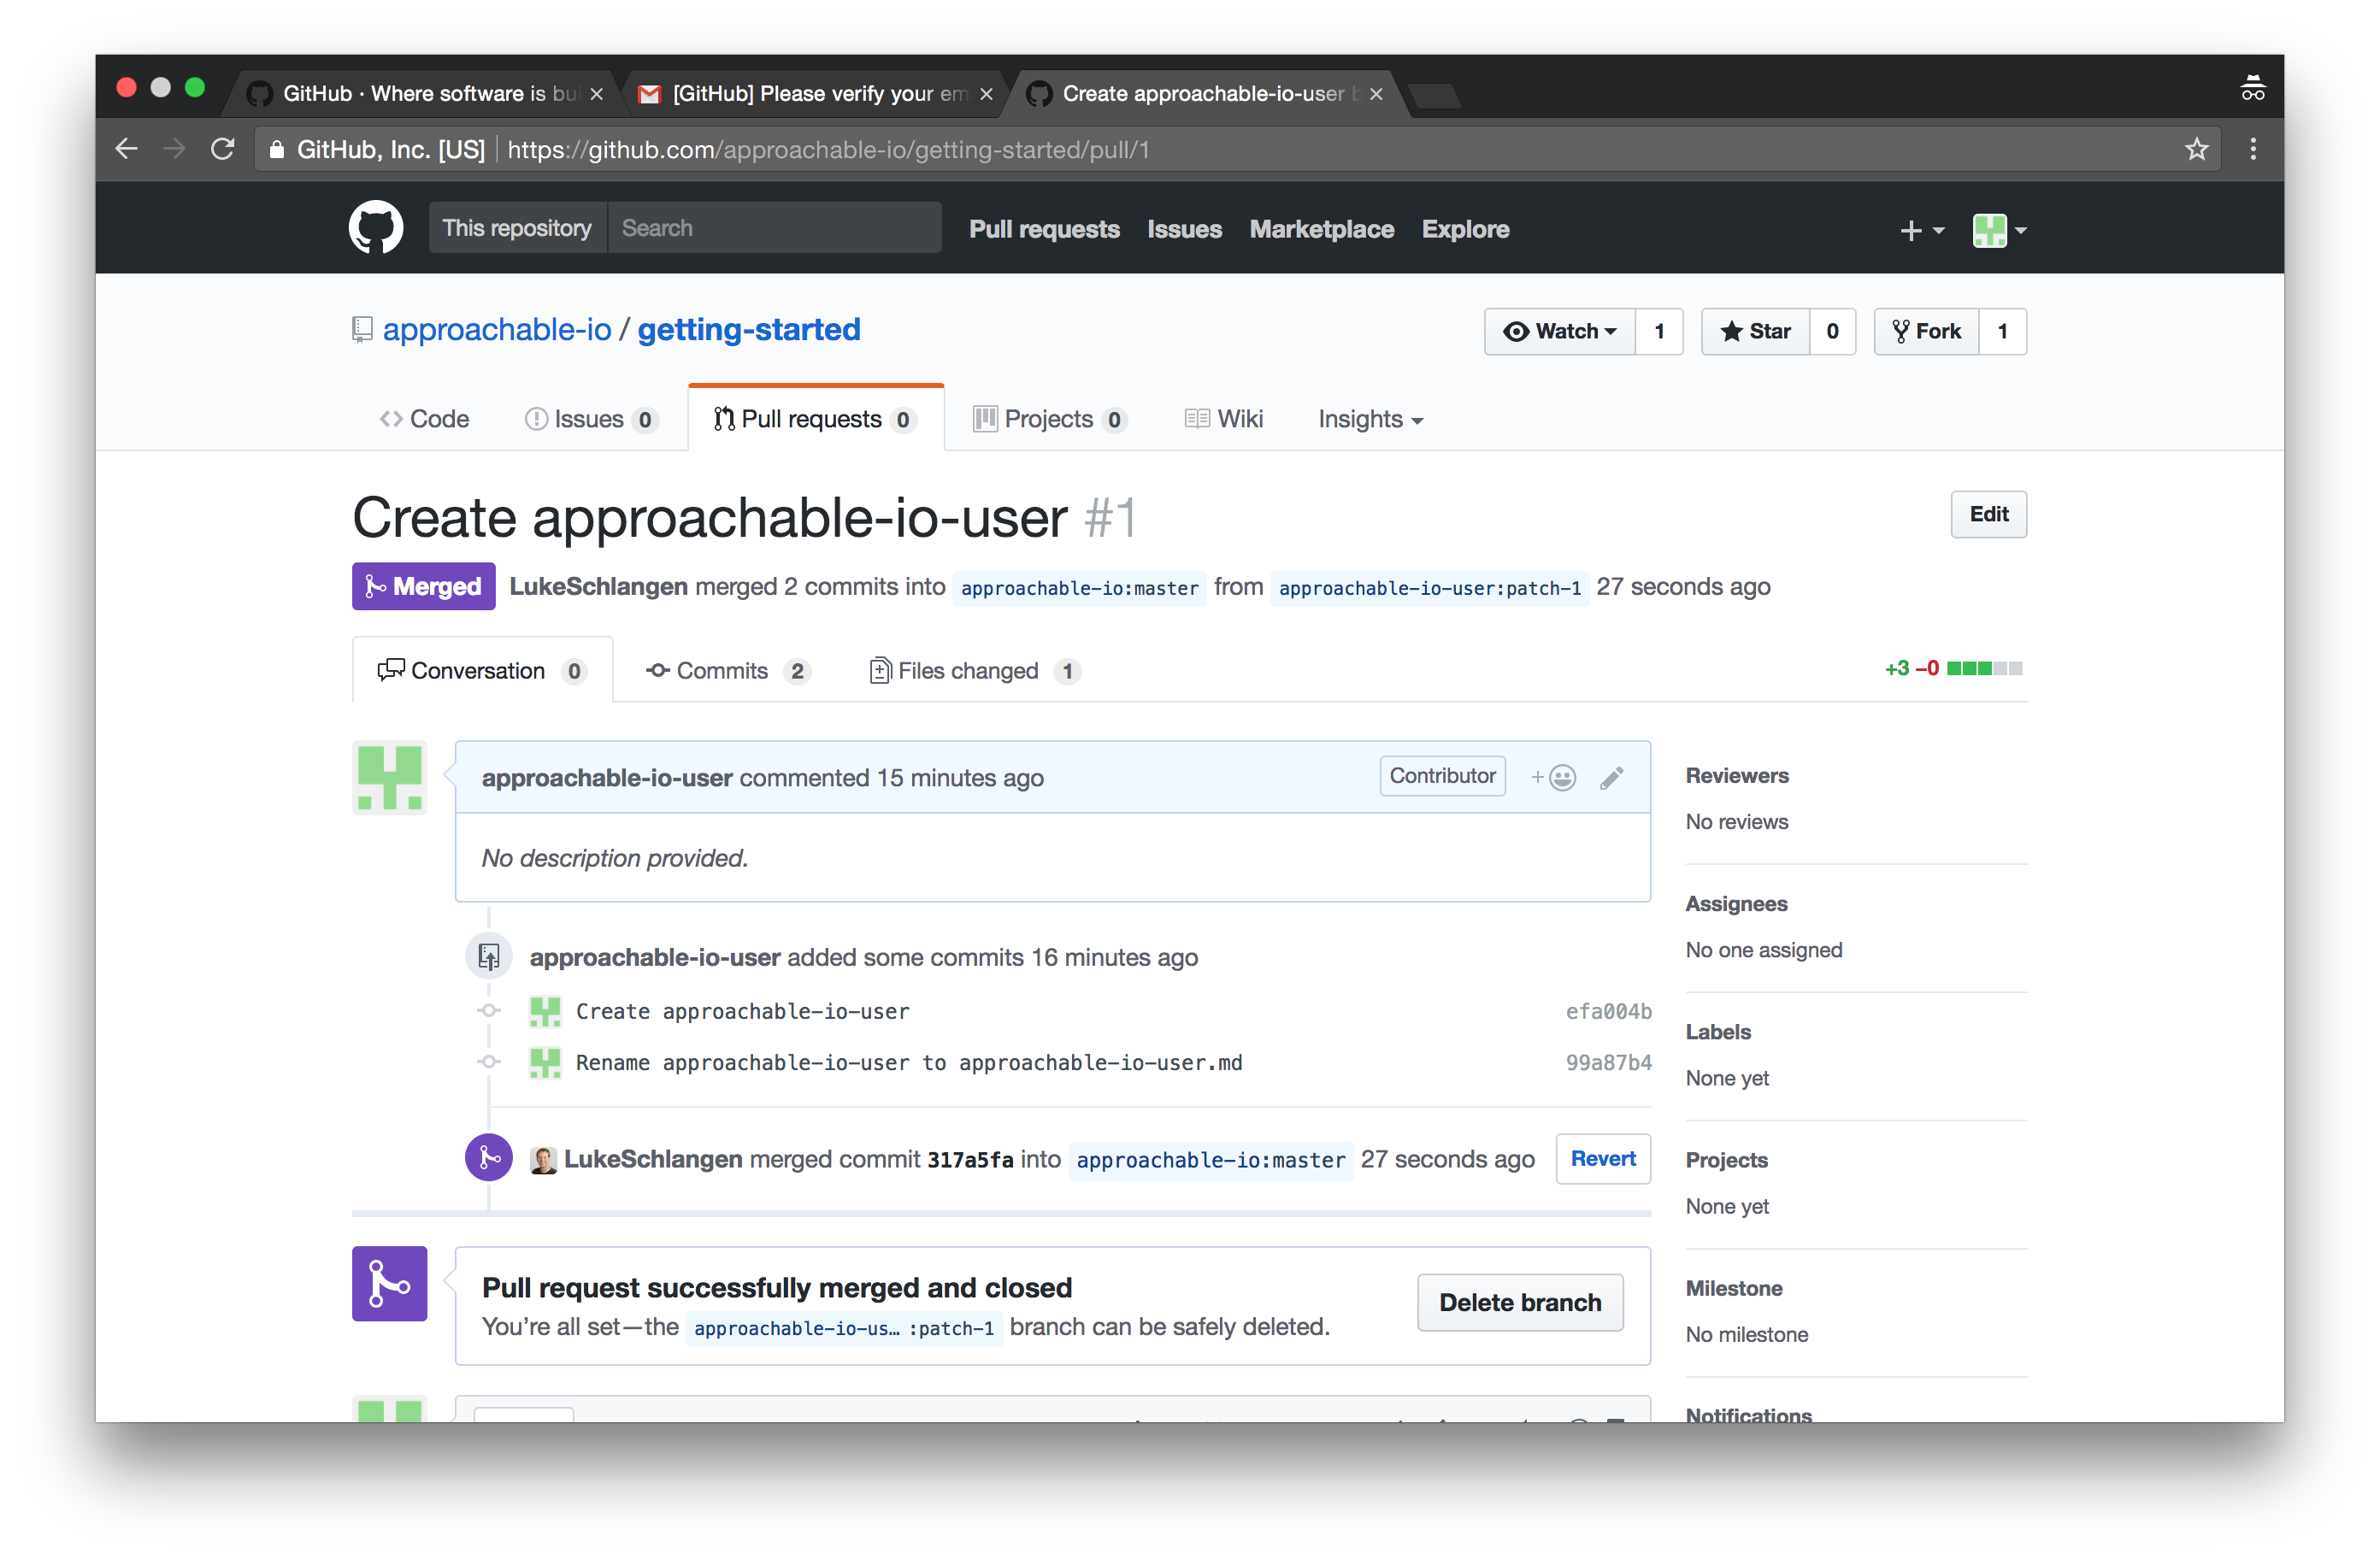 GitHub · Where software is bui
[GitHub] Please verify your em
Create approachable-io-user b
GitHub, Inc. [US] https://github.com/approachable-io/getting-started/pull/1
This repository Search Pull requests Issues Marketplace Explore
approachable-io / getting-started
Watch 1 Star 0 Fork 1
Code Issues 0 Pull requests 0 Projects 0 Wiki Insights
Create approachable-io-user #1
Edit
Merged LukeSchlangen merged 2 commits into approachable-io:master from approachable-io-user:patch-1 27 seconds ago
Conversation 0 Commits 2 Files changed 1
+3 −0
approachable-io-user commented 15 minutes ago
Contributor
No description provided.
approachable-io-user added some commits 16 minutes ago
Create approachable-io-user efa004b
Rename approachable-io-user to approachable-io-user.md 99a87b4
LukeSchlangen merged commit 317a5fa into approachable-io:master 27 seconds ago
Revert
Pull request successfully merged and closed
You’re all set—the approachable-io-us… :patch-1 branch can be safely deleted.
Delete branch
Reviewers
No reviews
Assignees
No one assigned
Labels
None yet
Projects
None yet
Milestone
No milestone
Notifications